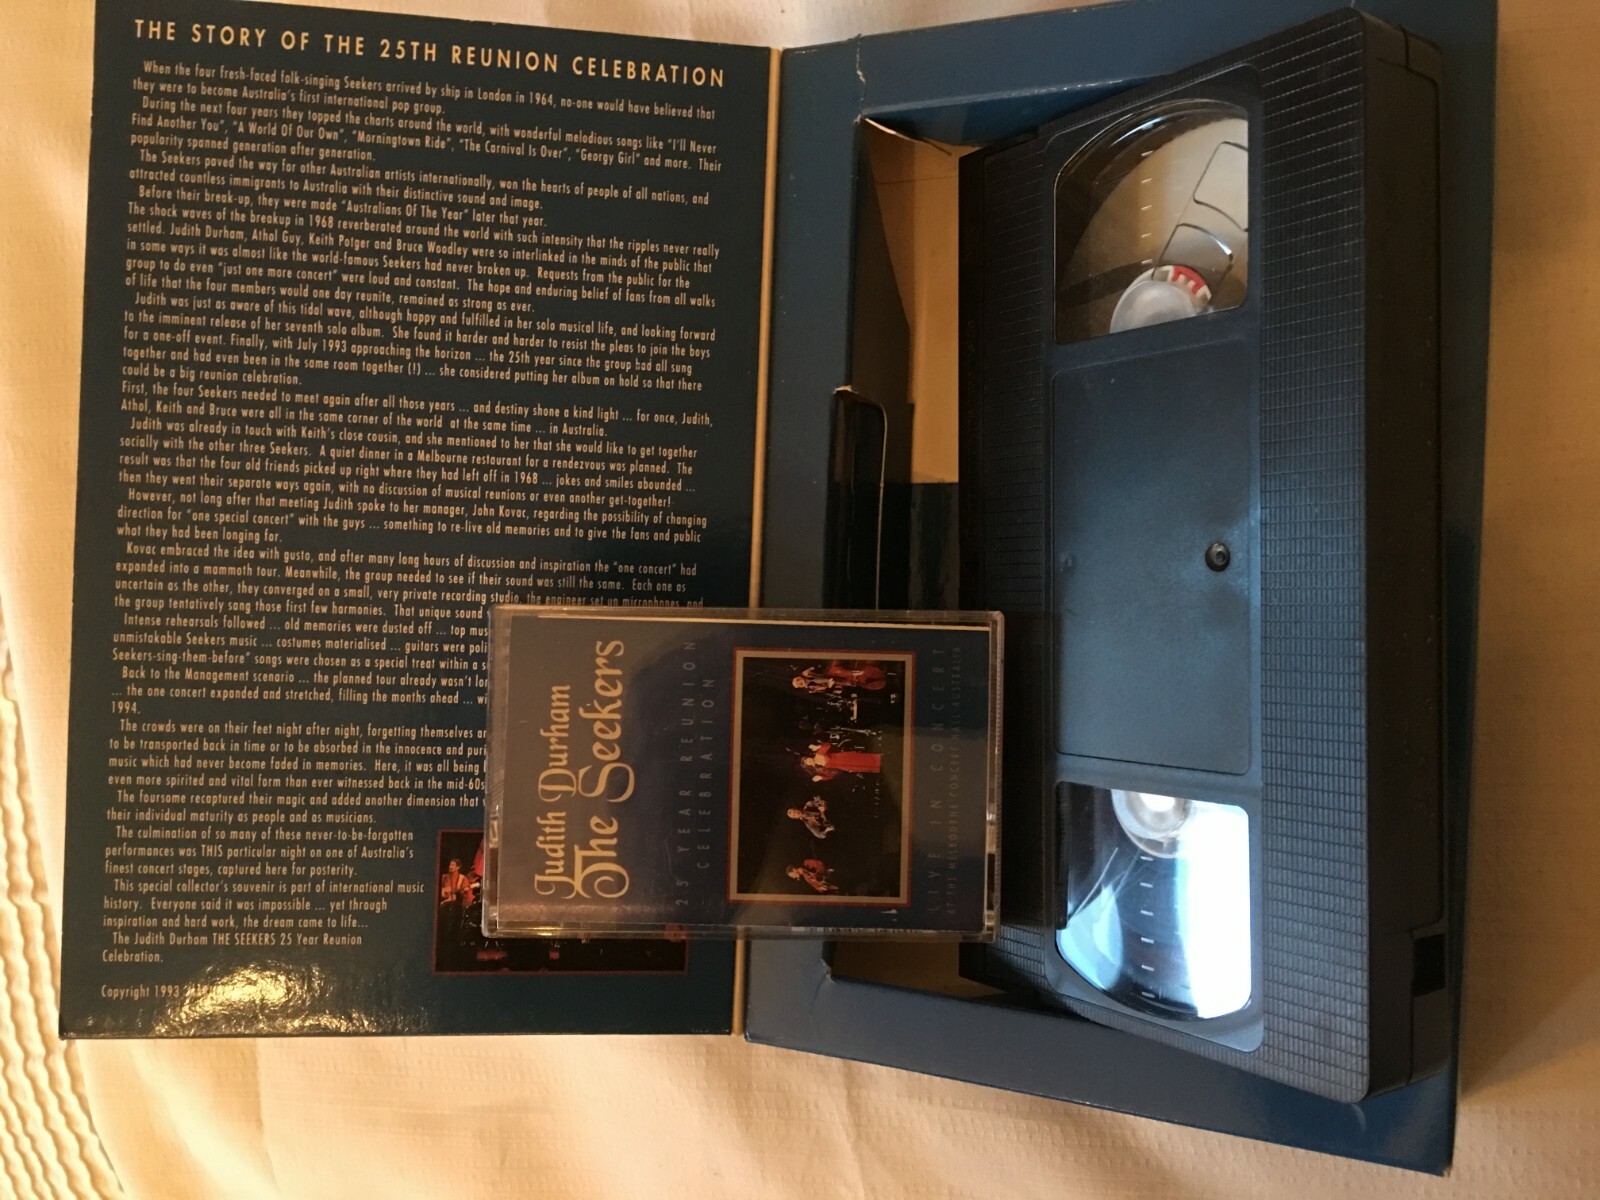 THE STORY OF THE 25TH REUNION CELEBRATION
When the four fresh-faced folk-singing Seekers arrived by ship in London in 1964, no-one would have believed that
they were to become Australia's first international pop group.
During the next four years they topped the charts around the world, with wonderful melodious songs like "I'll Never
Find Another You", "A World Of Our Own", "Morningtown Ride", "The Carnival Is Over", "Georgy Girl" and more. Their
popularity spanned generation after generation.
The Seekers paved the way for other Australian artists internationally, won the hearts of people of all nations, and
attracted countless immigrants to Australia with their distinctive sound and image.
Before their break-up, they were made "Australians Of The Year" later that year.
The shock waves of the breakup in 1968 reverberated around the world with such intensity that the ripples never really
settled. Judith Durham, Athol Guy, Keith Potger and Bruce Woodley were so interlinked in the minds of the public that
in some ways it was almost like the world-famous Seekers had never broken up. Requests from the public for the
group to do even "just one more concert" were loud and constant. The hope and enduring belief of fans from all walks
of life that the four members would one day reunite, remained as strong as ever.
Judith was just as aware of this tidal wave, although happy and fulfilled in her solo musical life, and looking forward
to the imminent release of her seventh solo album. She found it harder and harder to resist the pleas to join the boys
for a one-off event. Finally, with July 1993 approaching the horizon ... the 25th year since the group had all sung
together and had even been in the same room together (!) ... she considered putting her album on hold so that there
could be a big reunion celebration.
First, the four Seekers needed to meet again after all those years ... and destiny shone a kind light ... for once, Judith,
Athol, Keith and Bruce were all in the same corner of the world at the same time ... in Australia.
Judith was already in touch with Keith's close cousin, and she mentioned to her that she would like to get together
socially with the other three Seekers. A quiet dinner in a Melbourne restaurant for a rendezvous was planned. The
result was that the four old friends picked up right where they had left off in 1968 ... jokes and smiles abounded ...
then they went their separate ways again, with no discussion of musical reunions or even another get-together!
However, not long after that meeting Judith spoke to her manager, John Kovac, regarding the possibility of changing
direction for "one special concert" with the guys ... something to re-live old memories and to give the fans and public
what they had been longing for.
Kovac embraced the idea with gusto, and after many long hours of discussion and inspiration the "one concert" had
expanded into a mammoth tour. Meanwhile, the group needed to see if their sound was still the same. Each one as
uncertain as the other, they converged on a small, very private recording studio, the engineer set up microphones, and
the group tentatively sang those first few harmonies. That unique sound
Intense rehearsals followed ... old memories were dusted off ... top
unmistakable Seekers music ... costumes materialised ... guitars were
Seekers-sing-them-before" songs were chosen as a special treat within a
Back to the Management scenario ... the planned tour already wasn't
... the one concert expanded and stretched, filling the months ahead ...
1994.
The crowds were on their feet night after night, forgetting themselves
to be transported back in time or to be absorbed in the innocence and
music which had never become faded in memories. Here, it was all being
even more spirited and vital form than ever witnessed back in the mid-60s
The foursome recaptured their magic and added another dimension that
their individual maturity as people and as musicians.
The culmination of so many of these never-to-be-forgotten
performances was THIS particular night on one of Australia's
finest concert stages, captured here for posterity.
This special collector's souvenir is part of international music
history. Everyone said it was impossible ... yet through
inspiration and hard work, the dream came to life...
The Judith Durham THE SEEKERS 25 Year Reunion
Celebration.
Copyright 1993
Judith Durham
The Seekers
25 YEAR REUNION
CELEBRATION
LIVE IN CONCERT
AT THE MELBOURNE CONCERT HALL AUSTRALIA